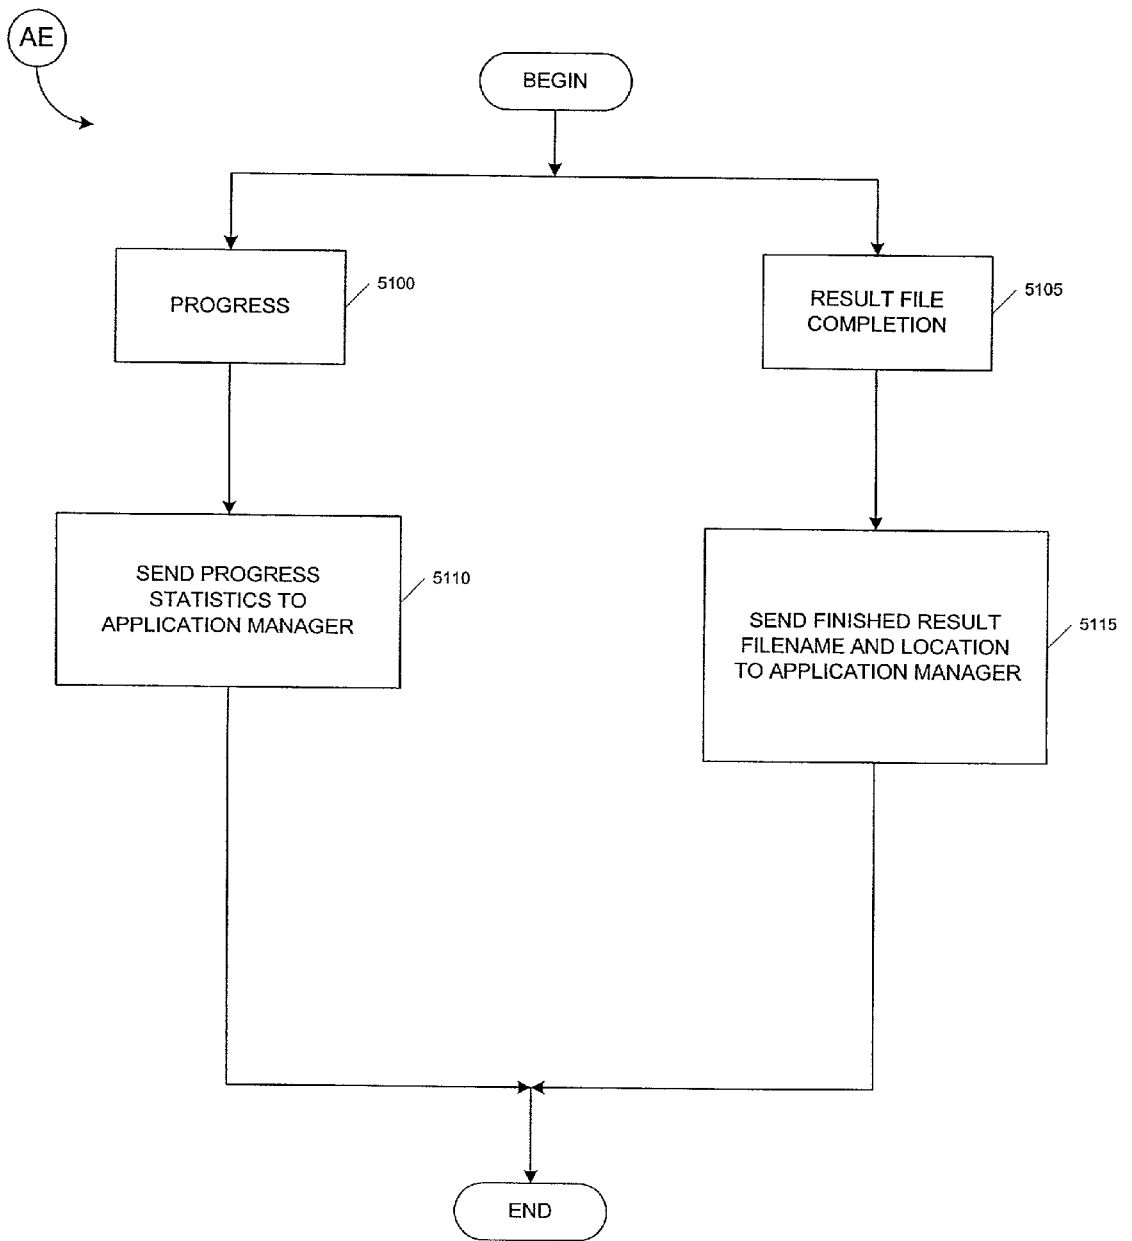 AE
BEGIN
PROGRESS
5100
RESULT FILE
COMPLETION
5105
SEND PROGRESS
STATISTICS TO
APPLICATION MANAGER
5110
SEND FINISHED RESULT
FILENAME AND LOCATION
TO APPLICATION MANAGER
5115
END